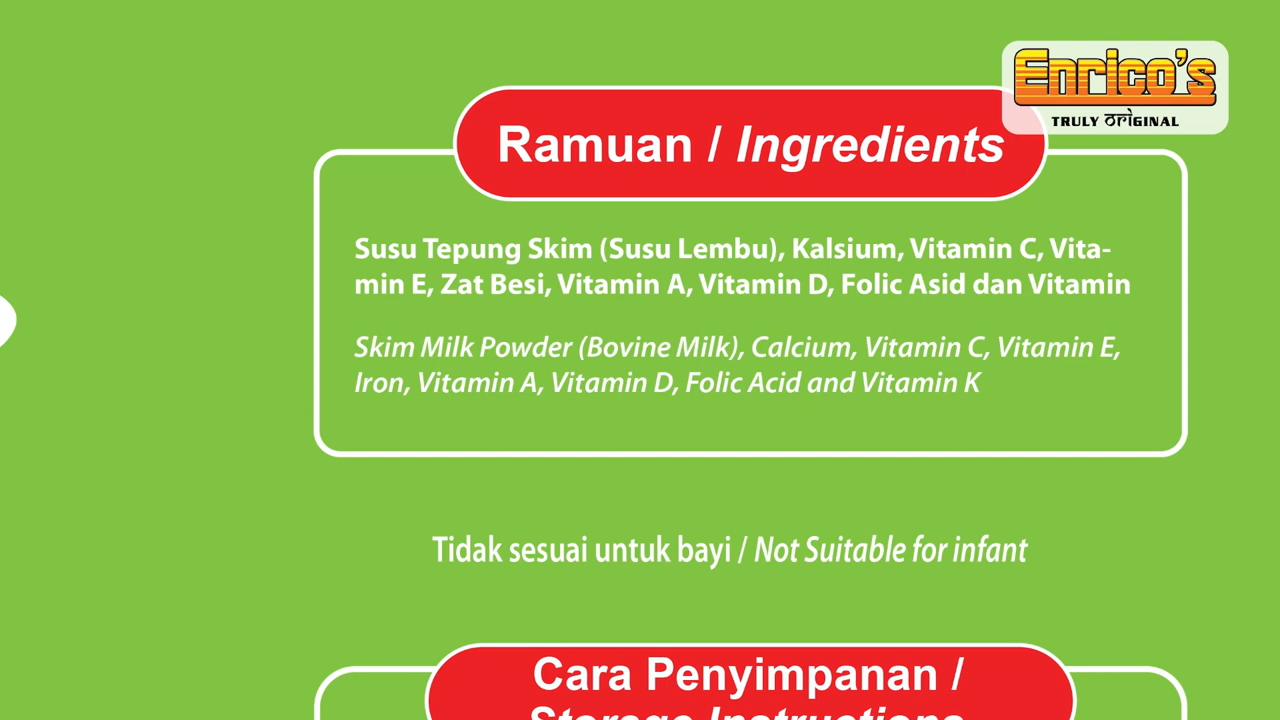 Enrico's
TRULY ORIGINAL
Ramuan / Ingredients
Susu Tepung Skim (Susu Lembu), Kalsium, Vitamin C, Vita-
min E, Zat Besi, Vitamin A, Vitamin D, Folic Asid dan Vitamin
Skim Milk Powder (Bovine Milk), Calcium, Vitamin C, Vitamin E,
Iron, Vitamin A, Vitamin D, Folic Acid and Vitamin K
Tidak sesuai untuk bayi / Not Suitable for infant
Cara Penyimpanan /
Storage Instructions